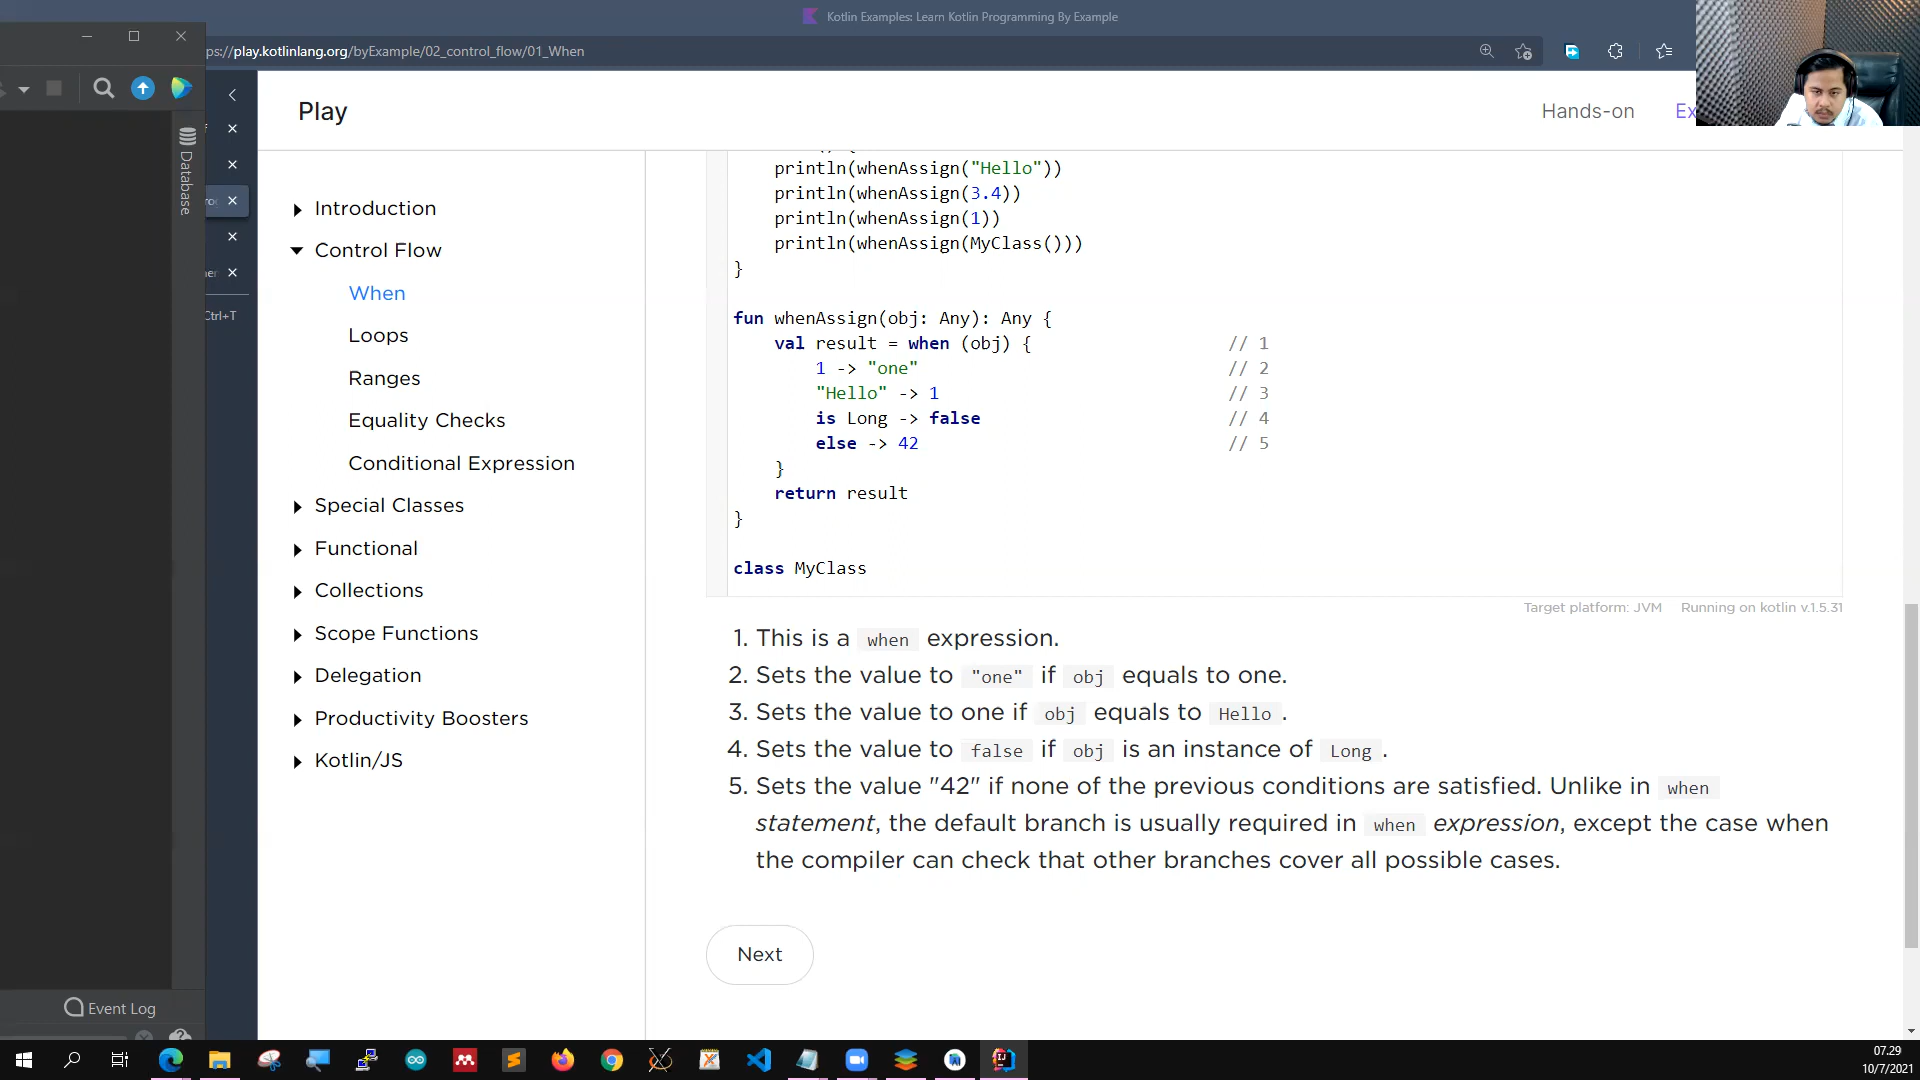 Kotlin Examples: Learn Kotlin Programming By Example
ps://play.kotlinlang.org/byExample/02_control_flow/01_When
Play
Hands-on
Ex
Database
Ctrl+T
Introduction
Control Flow
When
Loops
Ranges
Equality Checks
Conditional Expression
Special Classes
Functional
Collections
Scope Functions
Delegation
Productivity Boosters
Kotlin/JS
println(whenAssign("Hello"))
println(whenAssign(3.4))
println(whenAssign(1))
println(whenAssign(MyClass()))
}
fun whenAssign(obj: Any): Any {
val result = when (obj) { // 1
1 -> "one" // 2
"Hello" -> 1 // 3
is Long -> false // 4
else -> 42 // 5
}
return result
}
class MyClass
Target platform: JVM Running on kotlin v.1.5.31
1. This is a when expression.
2. Sets the value to "one" if obj equals to one.
3. Sets the value to one if obj equals to Hello .
4. Sets the value to false if obj is an instance of Long .
5. Sets the value "42" if none of the previous conditions are satisfied. Unlike in when
statement, the default branch is usually required in when expression, except the case when
the compiler can check that other branches cover all possible cases.
Next
Event Log
07.29
10/7/2021